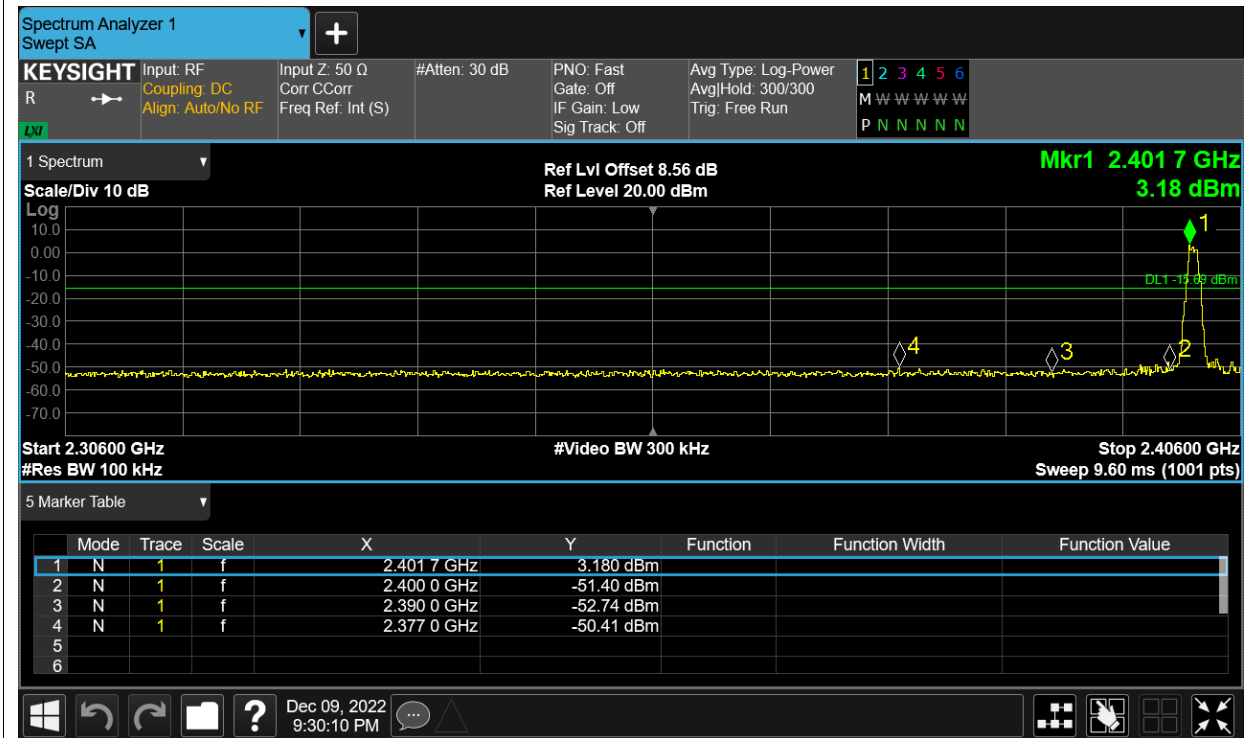 Spectrum Analyzer 1
Swept SA
+
KEYSIGHT
R
LXI
Input: RF
Coupling: DC
Align: Auto/No RF
Input Z: 50 Ω
Corr CCorr
Freq Ref: Int (S)
#Atten: 30 dB
PNO: Fast
Gate: Off
IF Gain: Low
Sig Track: Off
Avg Type: Log-Power
Avg|Hold: 300/300
Trig: Free Run
1 2 3 4 5 6
M W W W W W
P N N N N N
1 Spectrum
Scale/Div 10 dB
Ref Lvl Offset 8.56 dB
Ref Level 20.00 dBm
Mkr1 2.401 7 GHz
3.18 dBm
Log
10.0
0.00
-10.0
-20.0
-30.0
-40.0
-50.0
-60.0
-70.0
1
DL1 -15.69 dBm
4
3
2
Start 2.30600 GHz
#Res BW 100 kHz
#Video BW 300 kHz
Stop 2.40600 GHz
Sweep 9.60 ms (1001 pts)
5 Marker Table
Mode Trace Scale X Y Function Function Width Function Value
1 N 1 f 2.401 7 GHz 3.180 dBm
2 N 1 f 2.400 0 GHz -51.40 dBm
3 N 1 f 2.390 0 GHz -52.74 dBm
4 N 1 f 2.377 0 GHz -50.41 dBm
5
6
?
Dec 09, 2022
9:30:10 PM